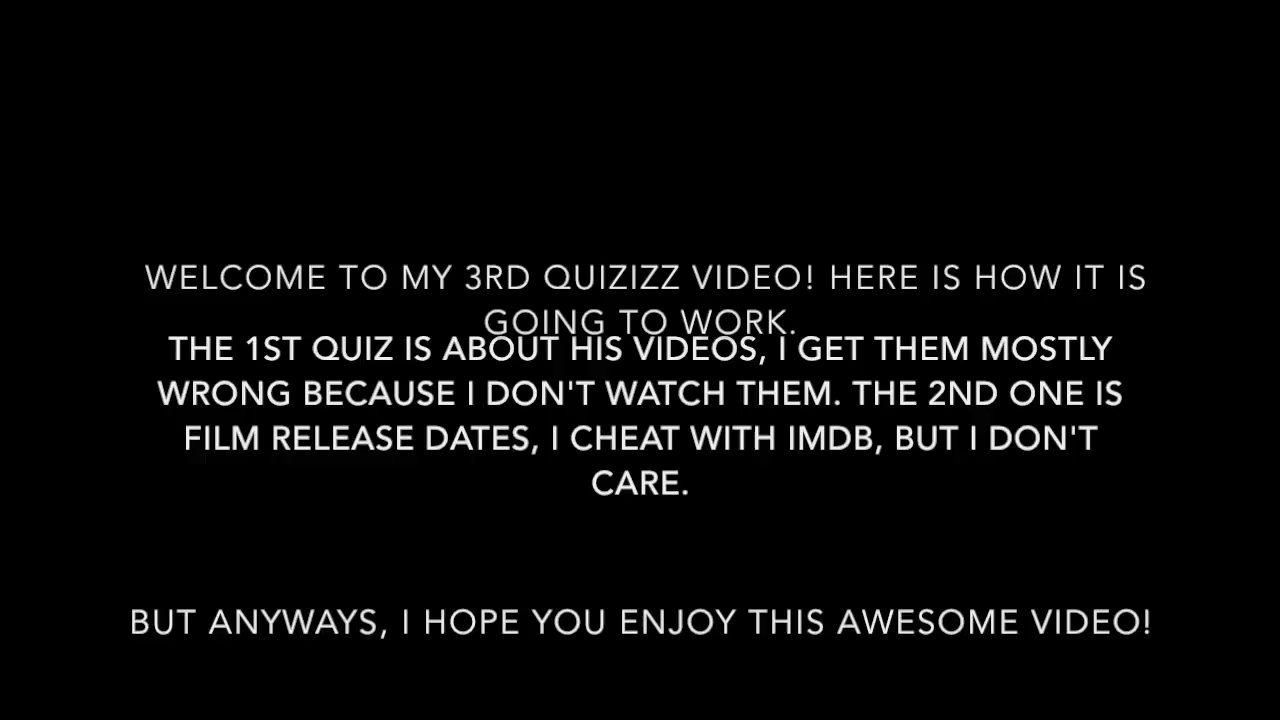 WELCOME TO MY 3RD QUIZIZZ VIDEO! HERE IS HOW IT IS
GOING TO WORK.
THE 1ST QUIZ IS ABOUT HIS VIDEOS, I GET THEM MOSTLY
WRONG BECAUSE I DON'T WATCH THEM. THE 2ND ONE IS
FILM RELEASE DATES, I CHEAT WITH IMDB, BUT I DON'T
CARE.
BUT ANYWAYS, I HOPE YOU ENJOY THIS AWESOME VIDEO!